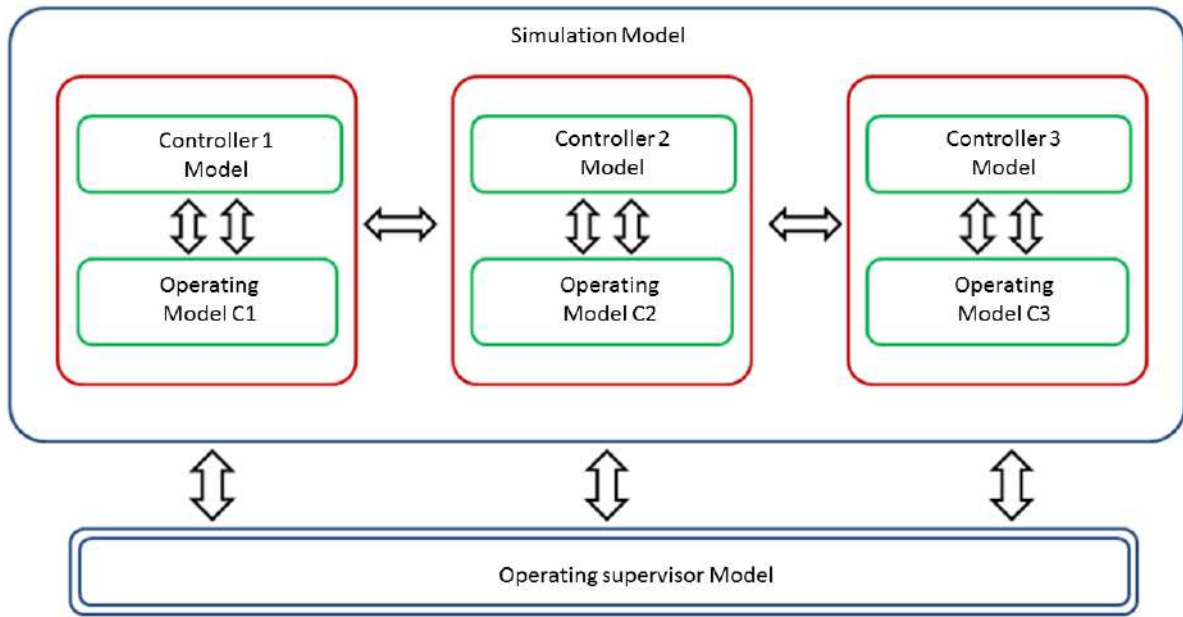 Simulation Model
Controller 1
Model
Controller 2
Model
Controller 3
Model
Operating
Model C1
Operating
Model C2
Operating
Model C3
Operating supervisor Model